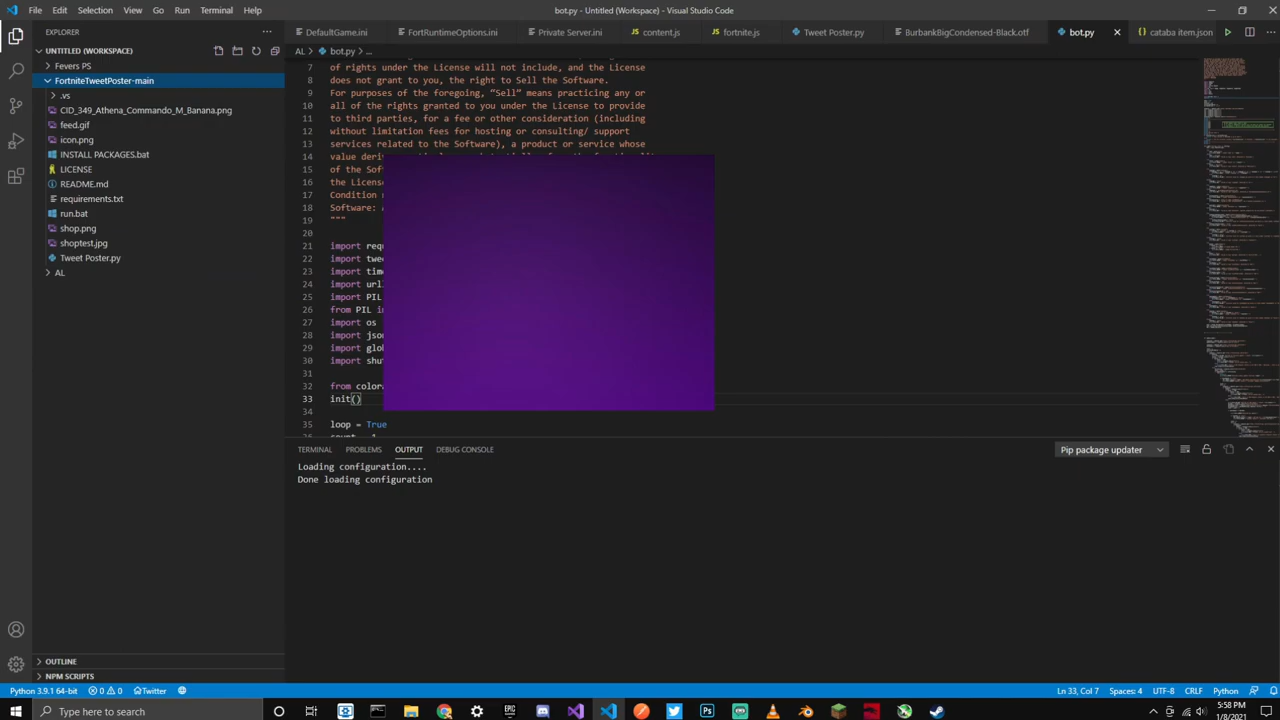 File Edit Selection View Go Run Terminal Help
bot.py - Untitled (Workspace) - Visual Studio Code
EXPLORER
UNTITLED (WORKSPACE)
Fevers PS
FortniteTweetPoster-main
.vs
CID_349_Athena_Commando_M_Banana.png
feed.gif
icon.png
INSTALL PACKAGES.bat
LICENSE
README.md
requirements.txt
run.bat
shop.png
shoptest.jpg
Tweet Poster.py
AL
OUTLINE
NPM SCRIPTS
DefaultGame.ini FortRuntimeOptions.ini Private Server.ini content.js fortnite.js Tweet Poster.py BurbankBigCondensed-Black.otf bot.py cataba item.json
AL > bot.py > ...
7 of rights under the License will not include, and the License
8 does not grant to you, the right to Sell the Software.
9 For purposes of the foregoing, “Sell” means practicing any or
10 all of the rights granted to you under the License to provide
11 to third parties, for a fee or other consideration (including
12 without limitation fees for hosting or consulting/ support
13 services related to the Software), a product or service whose
14 value deri
15 of the Sof
16 the Licens
17 Condition
18 Software:
19 """
20
21 import req
22 import twe
23 import tim
24 import url
25 import PIL
26 from PIL i
27 import os
28 import jso
29 import glo
30 import shu
31
32 from color
33 init()
34
35 loop = True
36
TERMINAL PROBLEMS OUTPUT DEBUG CONSOLE
Pip package updater
Loading configuration....
Done loading configuration
Python 3.9.1 64-bit 0 0 Twitter
Ln 33, Col 7 Spaces: 4 UTF-8 CRLF Python
Type here to search
5:58 PM
1/8/2021